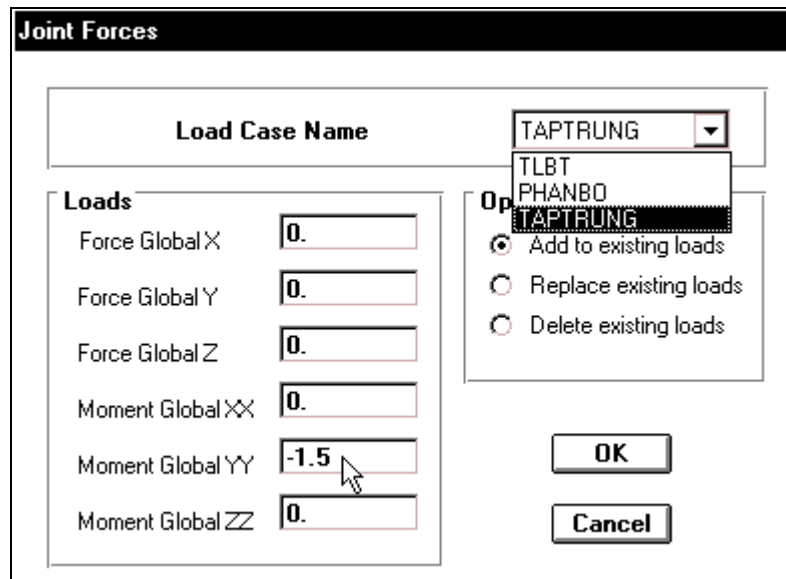 Joint Forces
Load Case Name
TAPTRUNG
TLBT
PHANBO
TAPTRUNG
Loads
Force Global X
0.
Force Global Y
0.
Force Global Z
0.
Moment Global XX
0.
Moment Global YY
-1.5
Moment Global ZZ
0.
Op
Add to existing loads
Replace existing loads
Delete existing loads
OK
Cancel